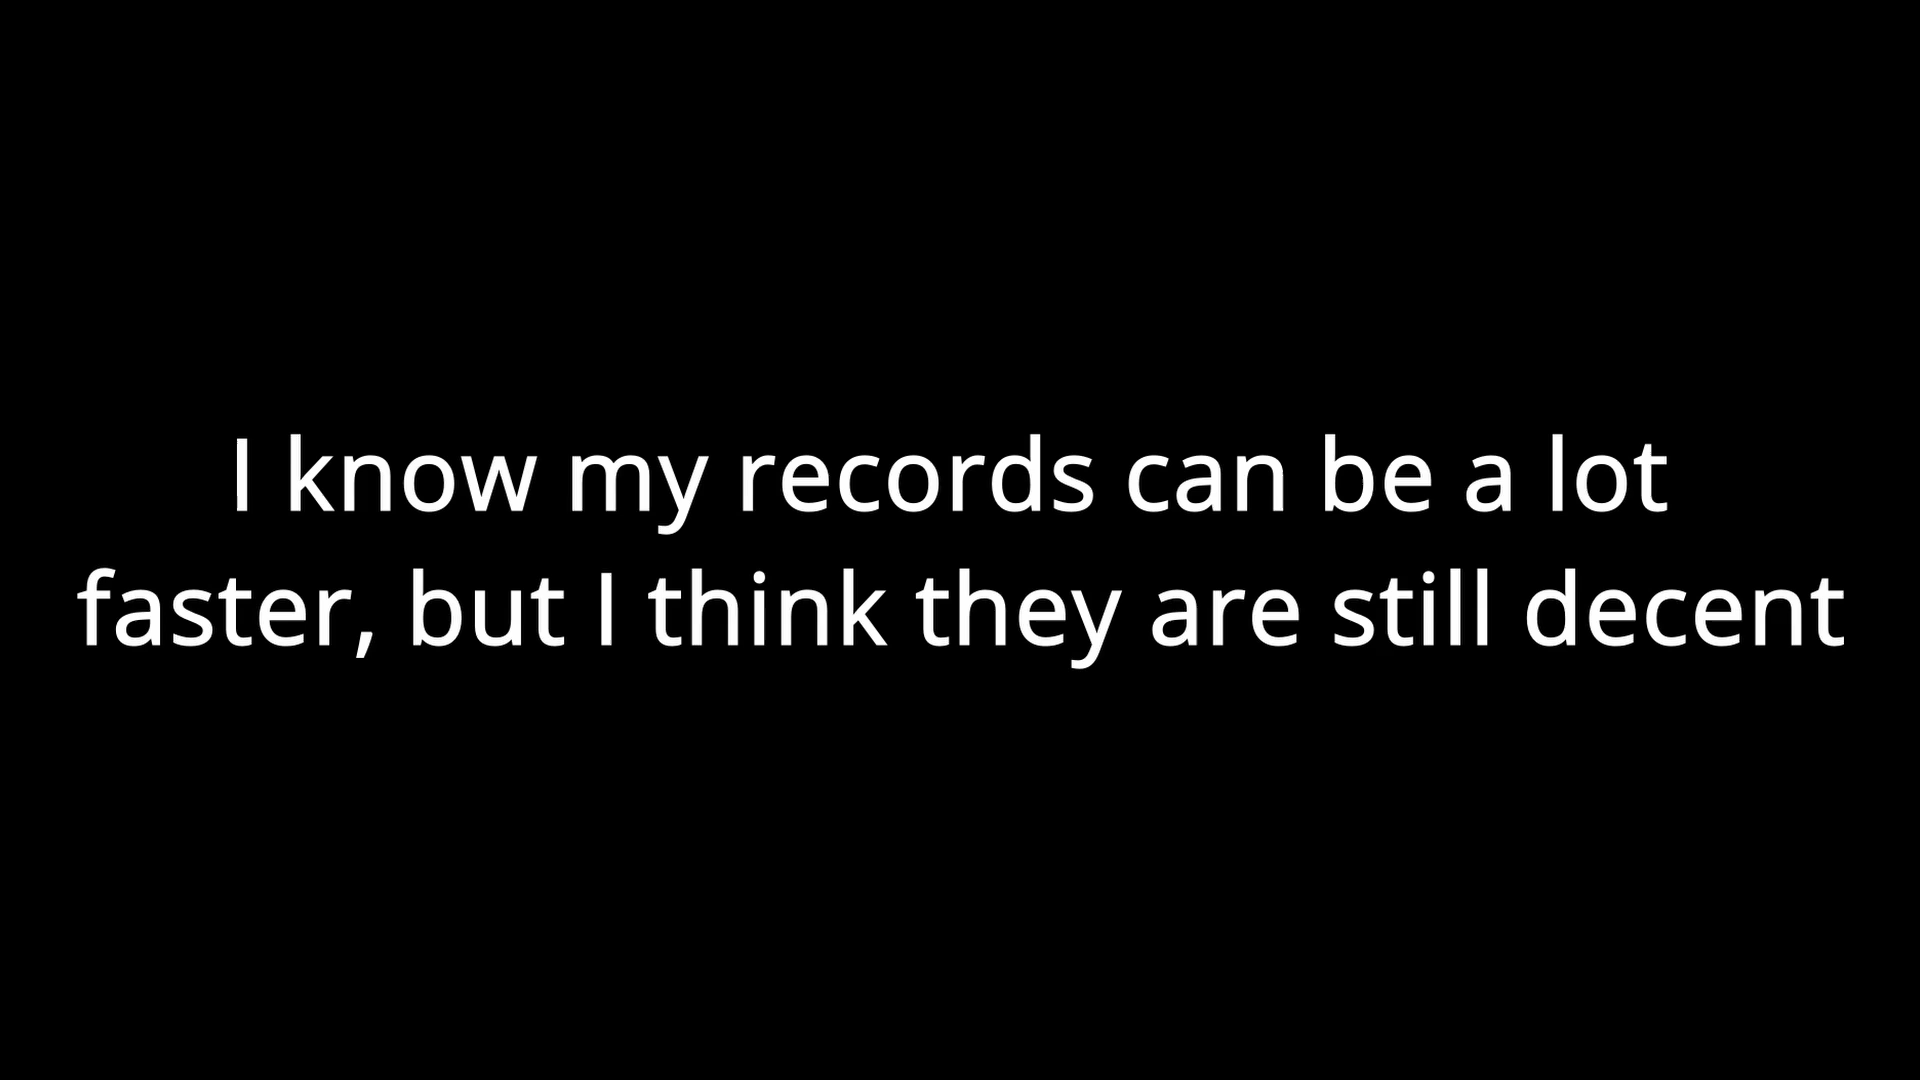 I know my records can be a lot
faster, but I think they are still decent